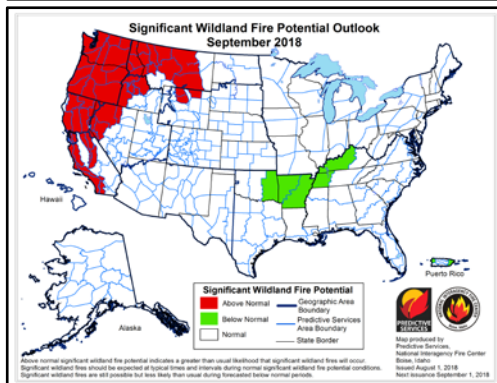 Significant Wildland Fire Potential Outlook
September 2018
Hawaii
Alaska
Puerto Rico
Significant Wildland Fire Potential
Above Normal
Below Normal
Normal
Geographic Area
Boundary
Predictive Services
Area Boundary
State Border
PREDICTIVE
SERVICES
Map produced by
Predictive Services,
National Interagency Fire Center
Boise, Idaho
Issued August 1, 2018
Next issuance September 1, 2018
Above normal significant wildland fire potential indicates a greater than usual likelihood that significant wildland fires will occur.
Significant wildland fires should be expected at typical times and intervals during normal significant wildland fire potential conditions.
Significant wildland fires are still possible but less likely than usual during forecasted below normal periods.